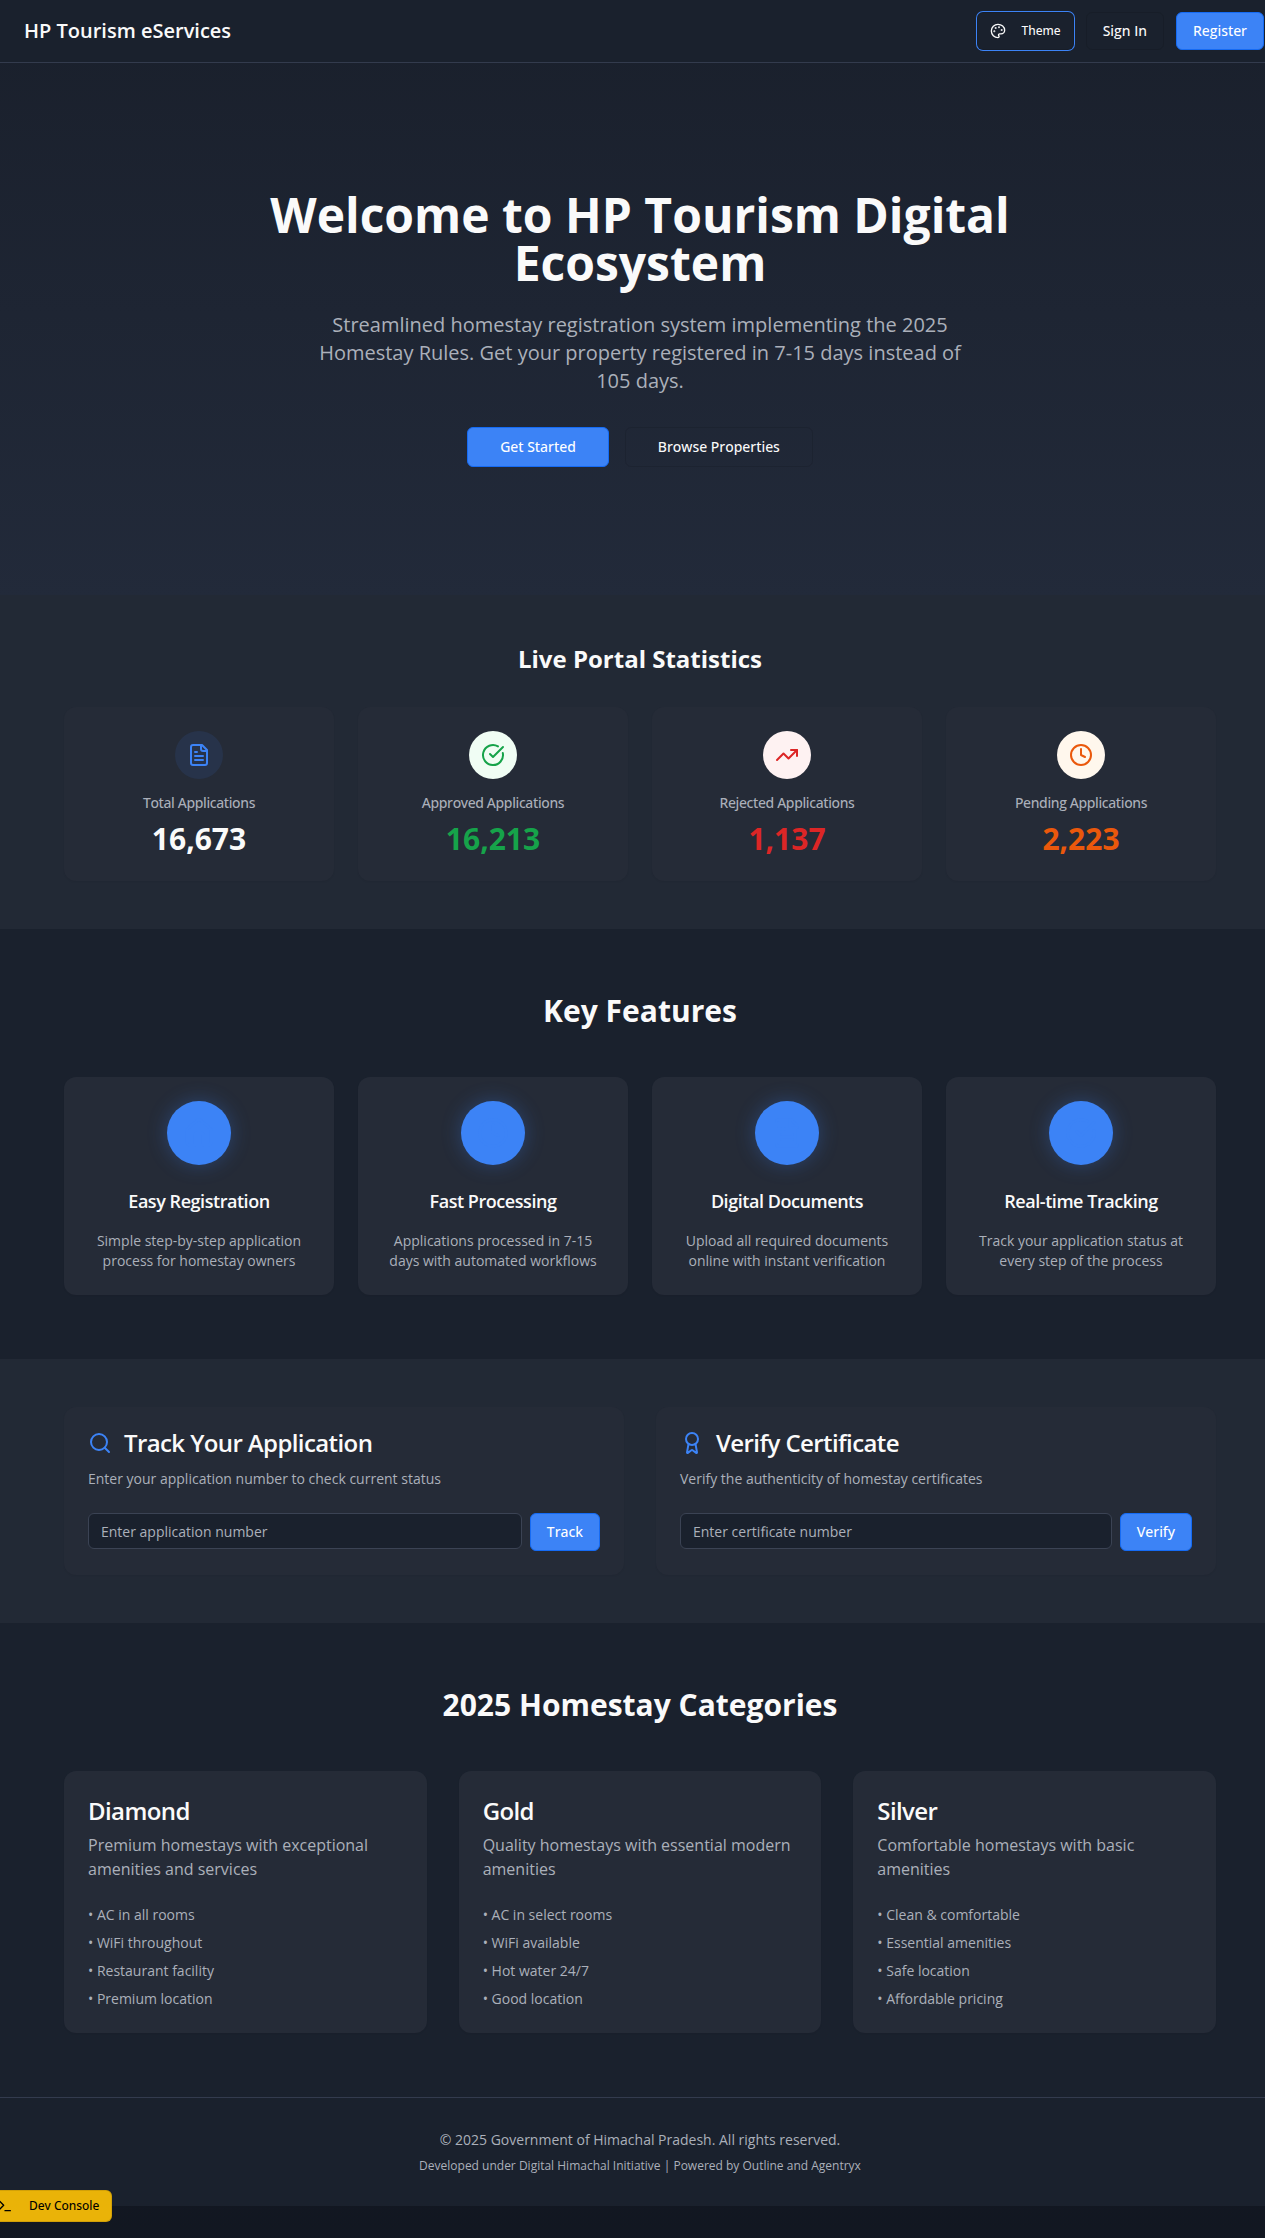 HP Tourism eServices
Theme
Sign In
Register
Welcome to HP Tourism Digital
Ecosystem
Streamlined homestay registration system implementing the 2025
Homestay Rules. Get your property registered in 7-15 days instead of
105 days.
Get Started
Browse Properties
Live Portal Statistics
Total Applications
16,673
Approved Applications
16,213
Rejected Applications
1,137
Pending Applications
2,223
Key Features
Easy Registration
Simple step-by-step application
process for homestay owners
Fast Processing
Applications processed in 7-15
days with automated workflows
Digital Documents
Upload all required documents
online with instant verification
Real-time Tracking
Track your application status at
every step of the process
Track Your Application
Enter your application number to check current status
Enter application number
Track
Verify Certificate
Verify the authenticity of homestay certificates
Enter certificate number
Verify
2025 Homestay Categories
Diamond
Premium homestays with exceptional
amenities and services
• AC in all rooms
• WiFi throughout
• Restaurant facility
• Premium location
Gold
Quality homestays with essential modern
amenities
• AC in select rooms
• WiFi available
• Hot water 24/7
• Good location
Silver
Comfortable homestays with basic
amenities
• Clean & comfortable
• Essential amenities
• Safe location
• Affordable pricing
© 2025 Government of Himachal Pradesh. All rights reserved.
Developed under Digital Himachal Initiative | Powered by Outline and Agentryx
Dev Console